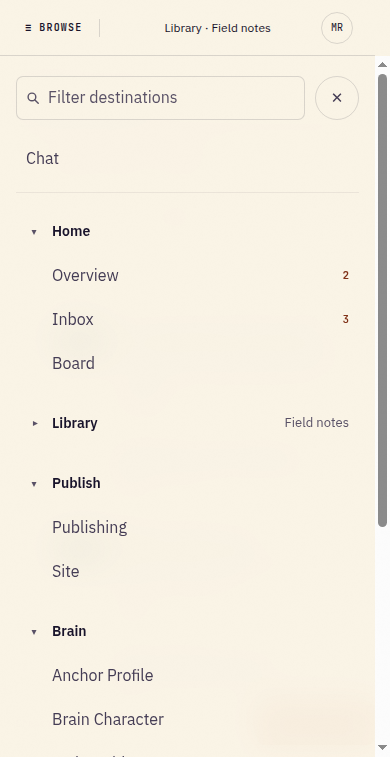 ≡ BROWSE
Library · Field notes
MR
Filter destinations
×
Chat
▾ Home
Overview 2
Inbox 3
Board
▸ Library Field notes
▾ Publish
Publishing
Site
▾ Brain
Anchor Profile
Brain Character